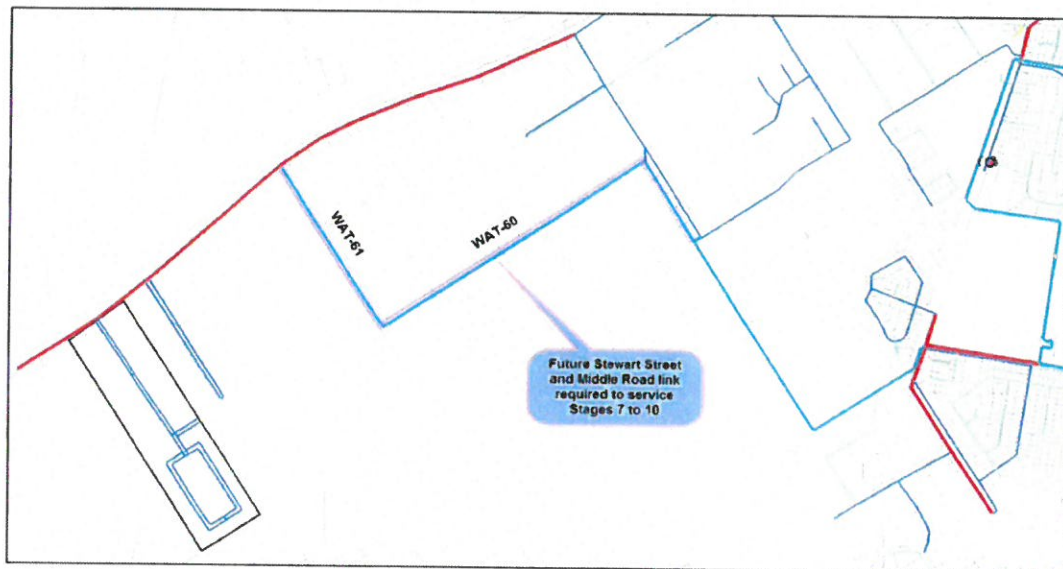 WAT-61
WAT-60
Future Stewart Street
and Middle Road link
required to service
Stages 7 to 10